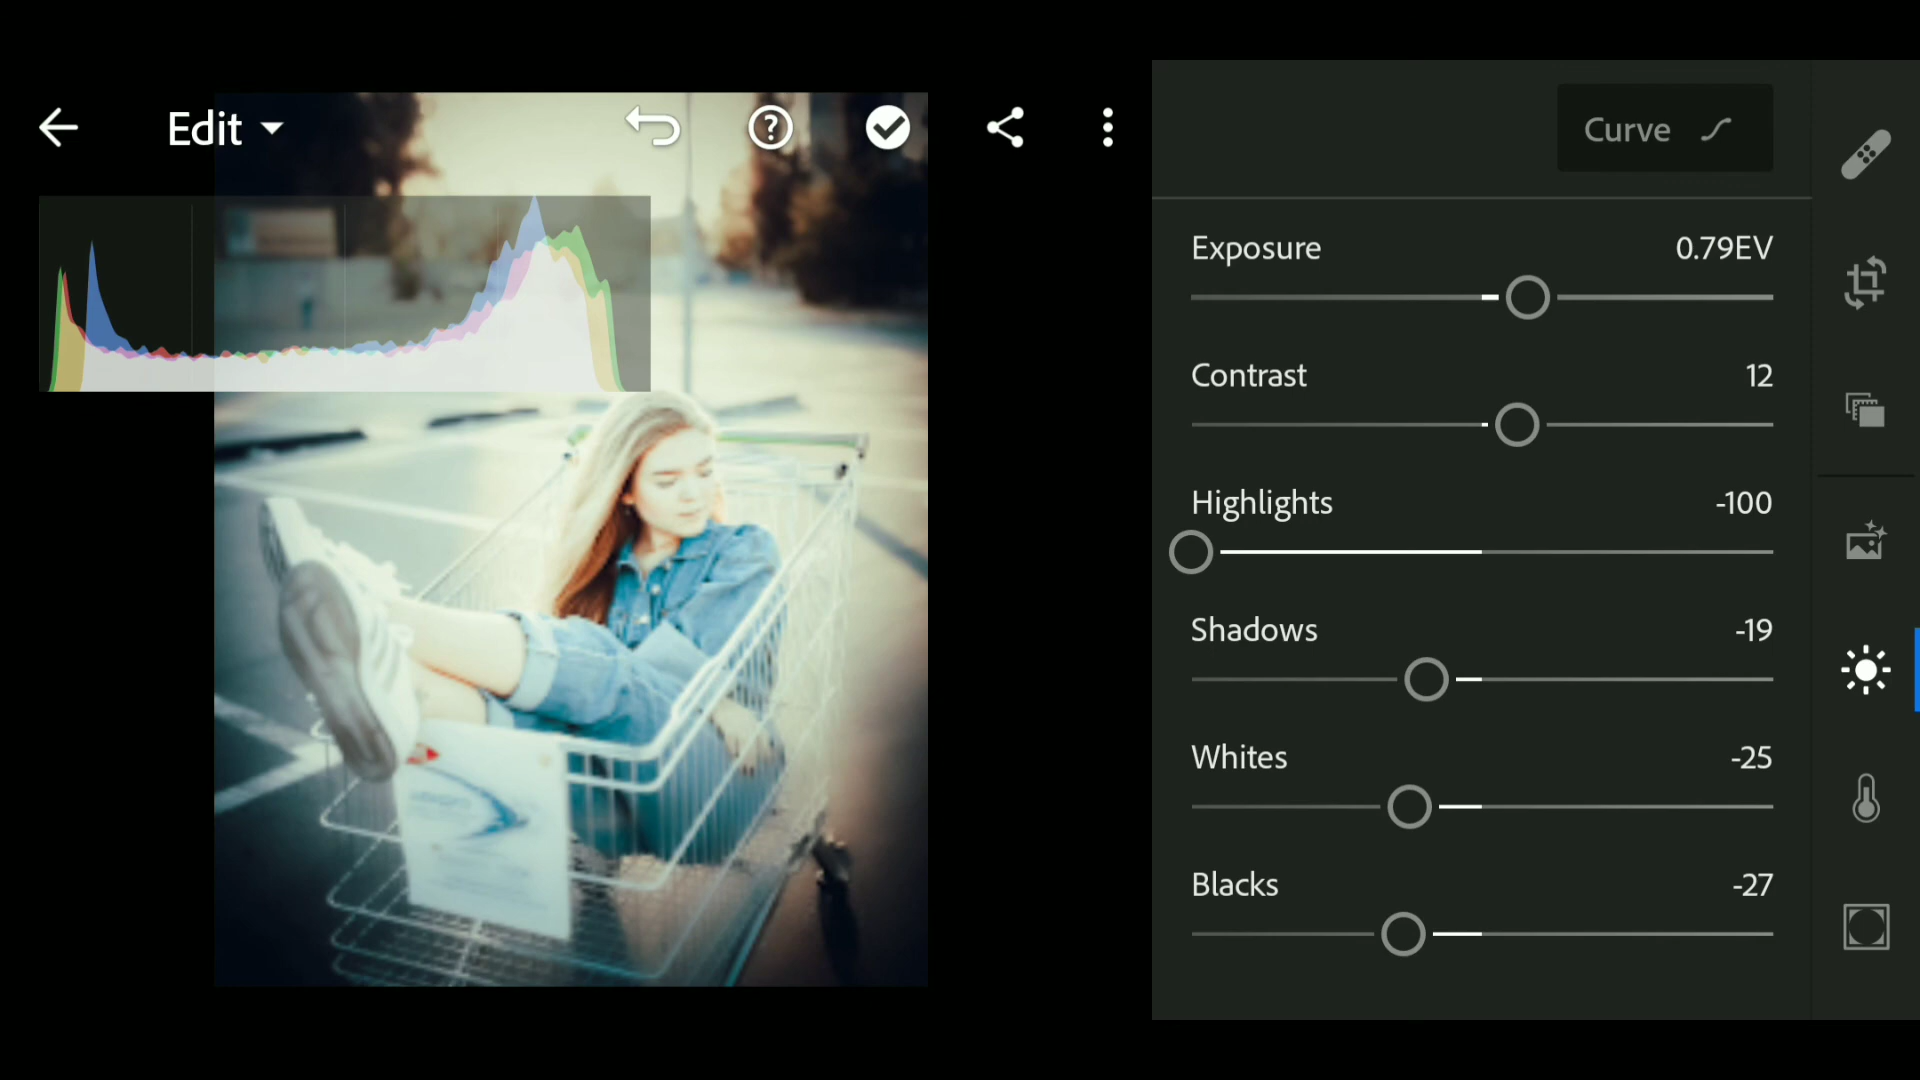 Edit
Curve
Exposure 0.79EV
Contrast 12
Highlights -100
Shadows -19
Whites -25
Blacks -27